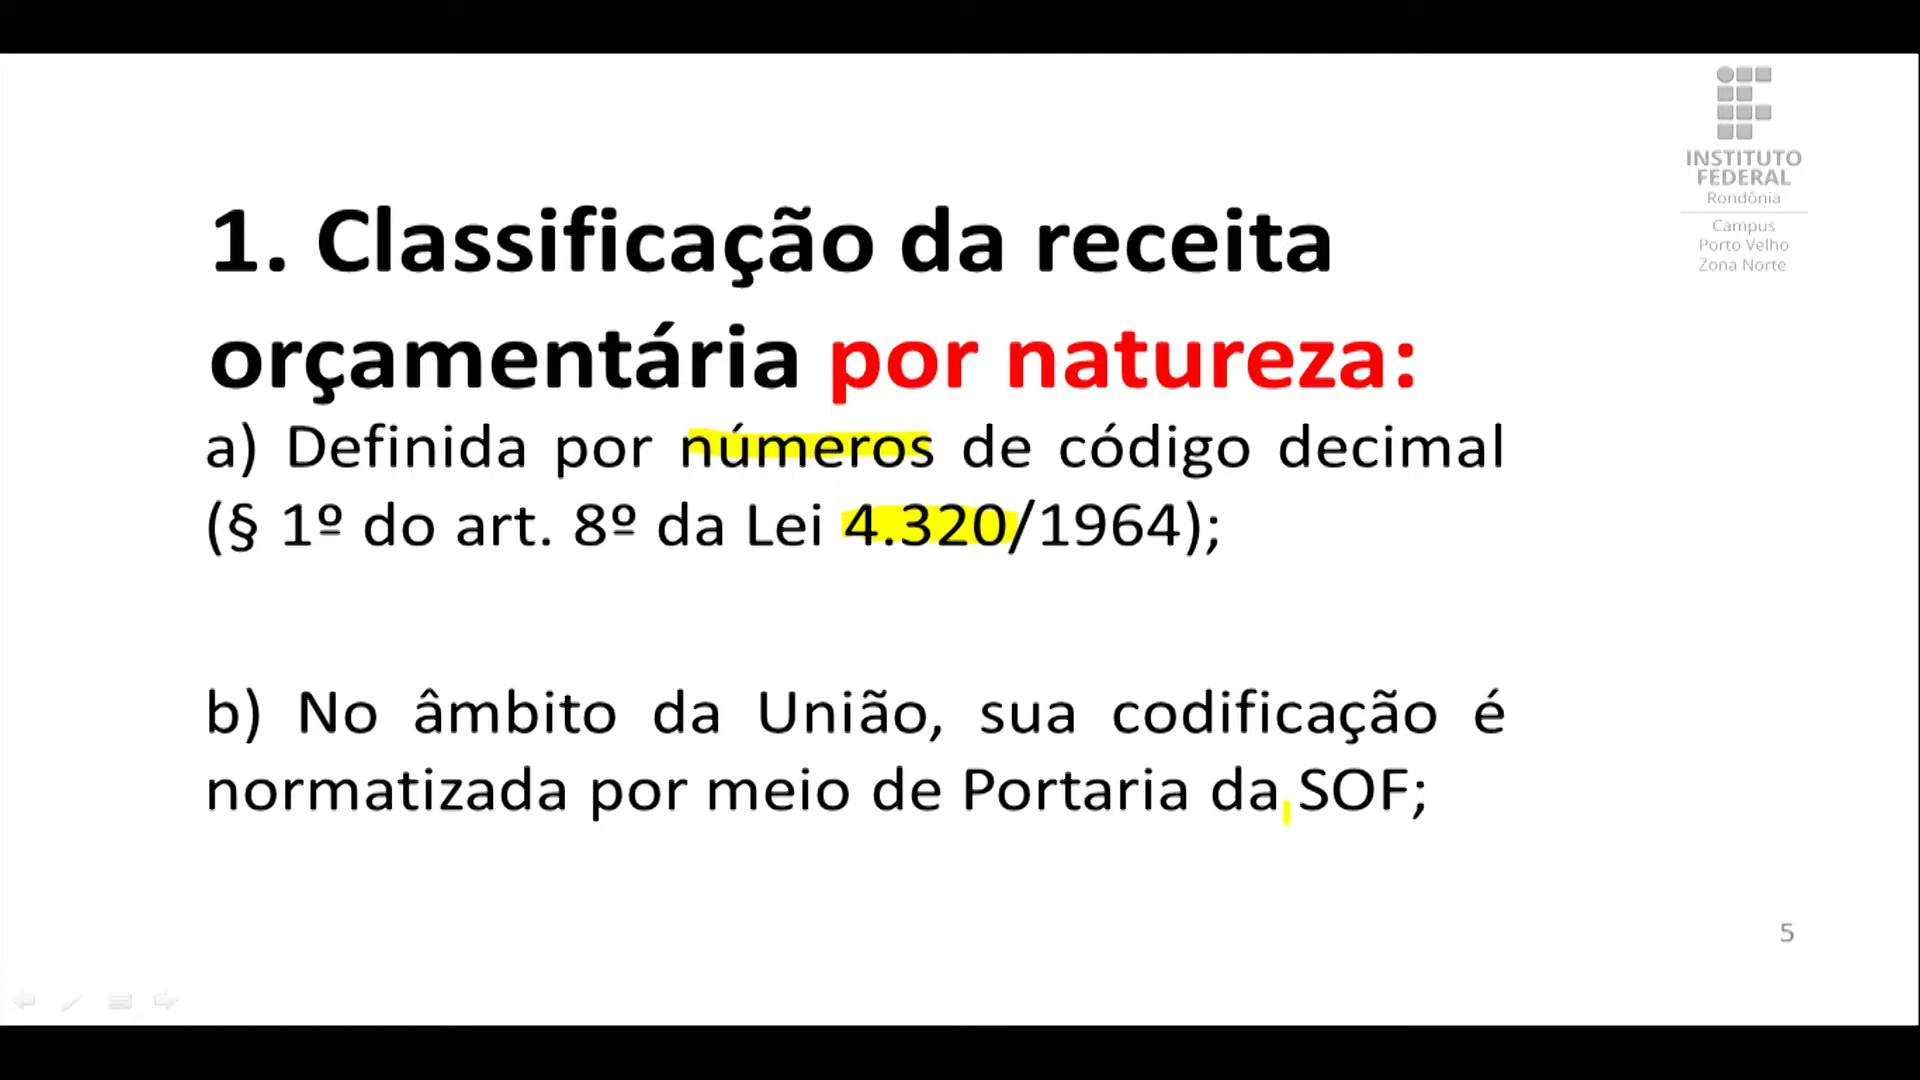 INSTITUTO
FEDERAL
Rondônia
Campus
Porto Velho
Zona Norte
1. Classificação da receita
orçamentária por natureza:
a) Definida por números de código decimal
(§ 1º do art. 8º da Lei 4.320/1964);
b) No âmbito da União, sua codificação é
normatizada por meio de Portaria da SOF;
5